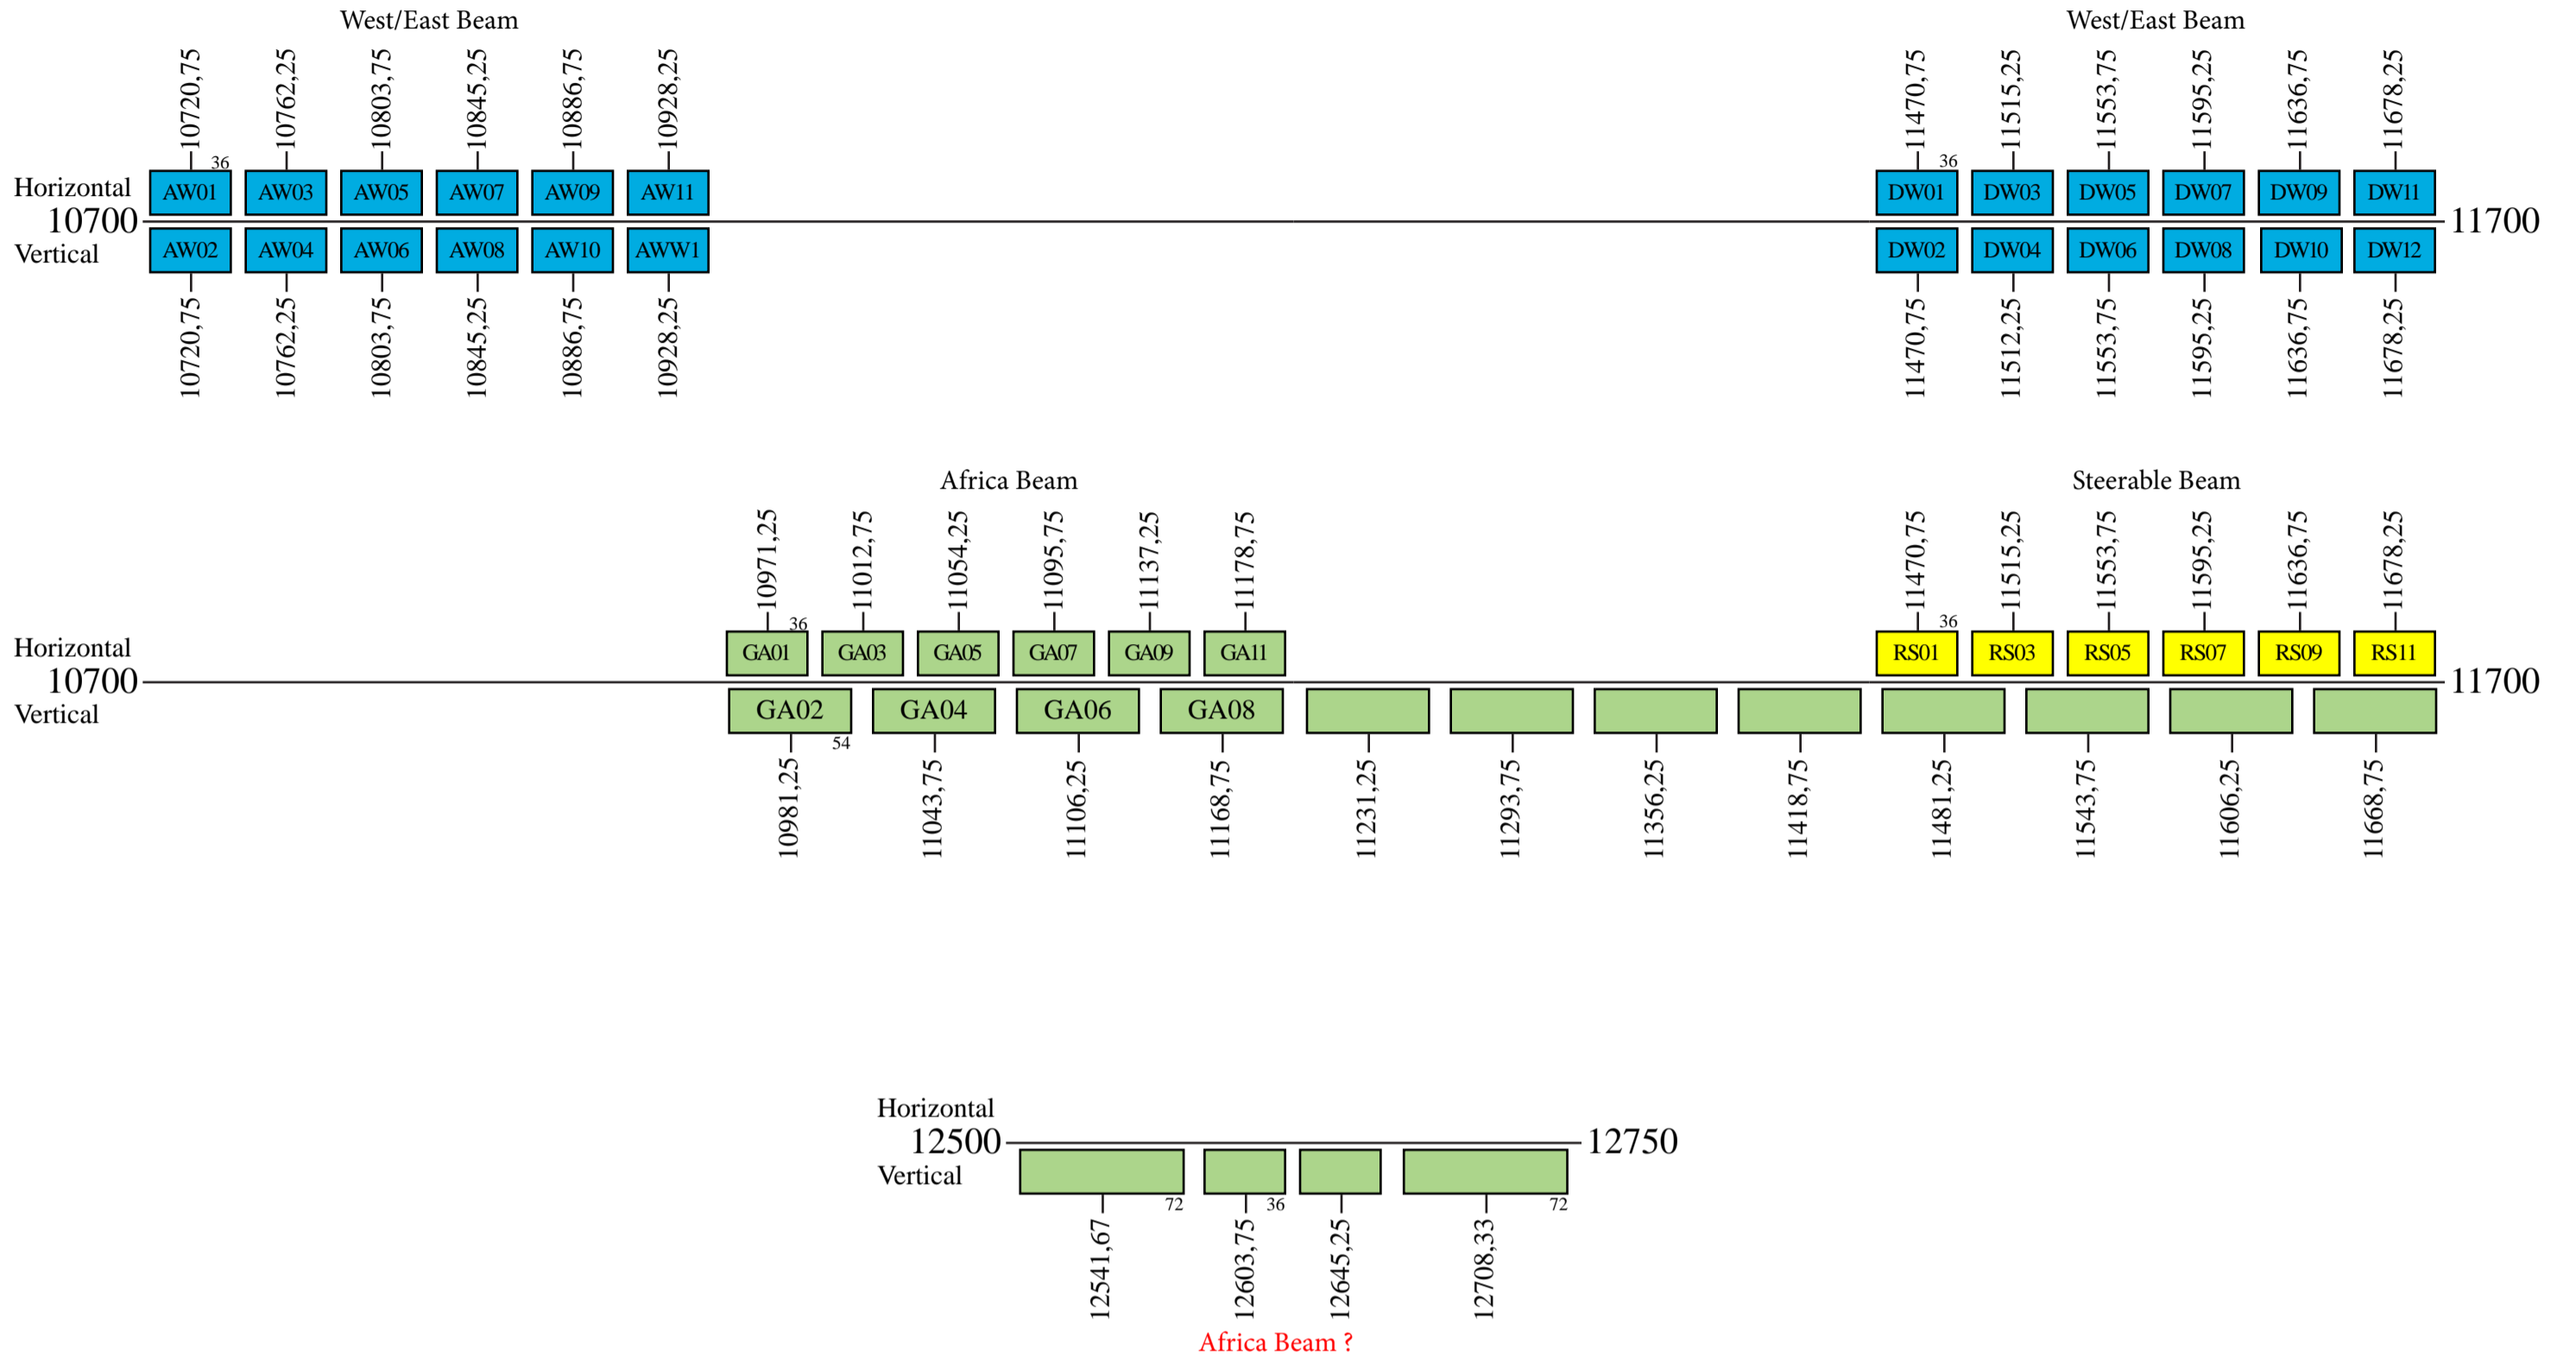 West/East Beam West/East Beam
10720,75 10762,25 10803,75 10845,25 10886,75 10928,25 11470,75 11515,25 11553,75 11595,25 11636,75 11678,25
36 36
Horizontal AW01 AW03 AW05 AW07 AW09 AW11 DW01 DW03 DW05 DW07 DW09 DW11
10700 11700
Vertical AW02 AW04 AW06 AW08 AW10 AWW1 DW02 DW04 DW06 DW08 DW10 DW12
10720,75 10762,25 10803,75 10845,25 10886,75 10928,25 11470,75 11512,25 11553,75 11595,25 11636,75 11678,25
Africa Beam Steerable Beam
10971,25 11012,75 11054,25 11095,75 11137,25 11178,75 11470,75 11515,25 11553,75 11595,25 11636,75 11678,25
36 36
Horizontal GA01 GA03 GA05 GA07 GA09 GA11 RS01 RS03 RS05 RS07 RS09 RS11
10700 11700
Vertical GA02 GA04 GA06 GA08
54
10981,25 11043,75 11106,25 11168,75 11231,25 11293,75 11356,25 11418,75 11481,25 11543,75 11606,25 11668,75
Horizontal
12500 12750
Vertical
72 36 72
12541,67 12603,75 12645,25 12708,33
Africa Beam ?